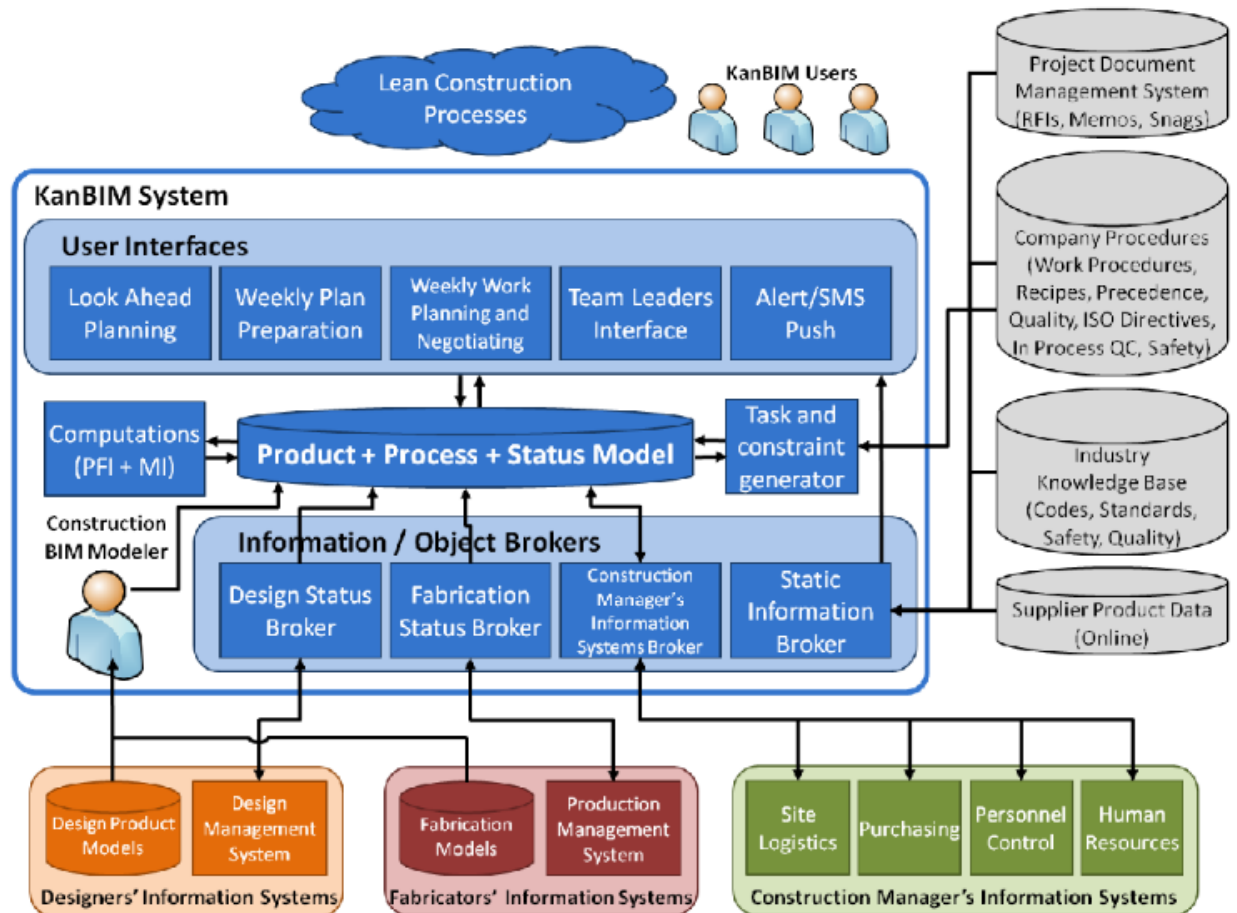 Lean Construction
Processes
KanBIM Users
Project Document
Management System
(RFIs, Memos, Snags)
KanBIM System
User Interfaces
Look Ahead
Planning
Weekly Plan
Preparation
Weekly Work
Planning and
Negotiating
Team Leaders
Interface
Alert/SMS
Push
Company Procedures
(Work Procedures,
Recipes, Precedence,
Quality, ISO Directives,
In Process QC, Safety)
Computations
(PFI + MI)
Product + Process + Status Model
Task and
constraint
generator
Industry
Knowledge Base
(Codes, Standards,
Safety, Quality)
Construction
BIM Modeler
Information / Object Brokers
Design Status
Broker
Fabrication
Status Broker
Construction
Manager's
Information
Systems Broker
Static
Information
Broker
Supplier Product Data
(Online)
Design Product
Models
Design
Management
System
Designers' Information Systems
Fabrication
Models
Production
Management
System
Fabricators' Information Systems
Site
Logistics
Purchasing
Personnel
Control
Human
Resources
Construction Manager's Information Systems